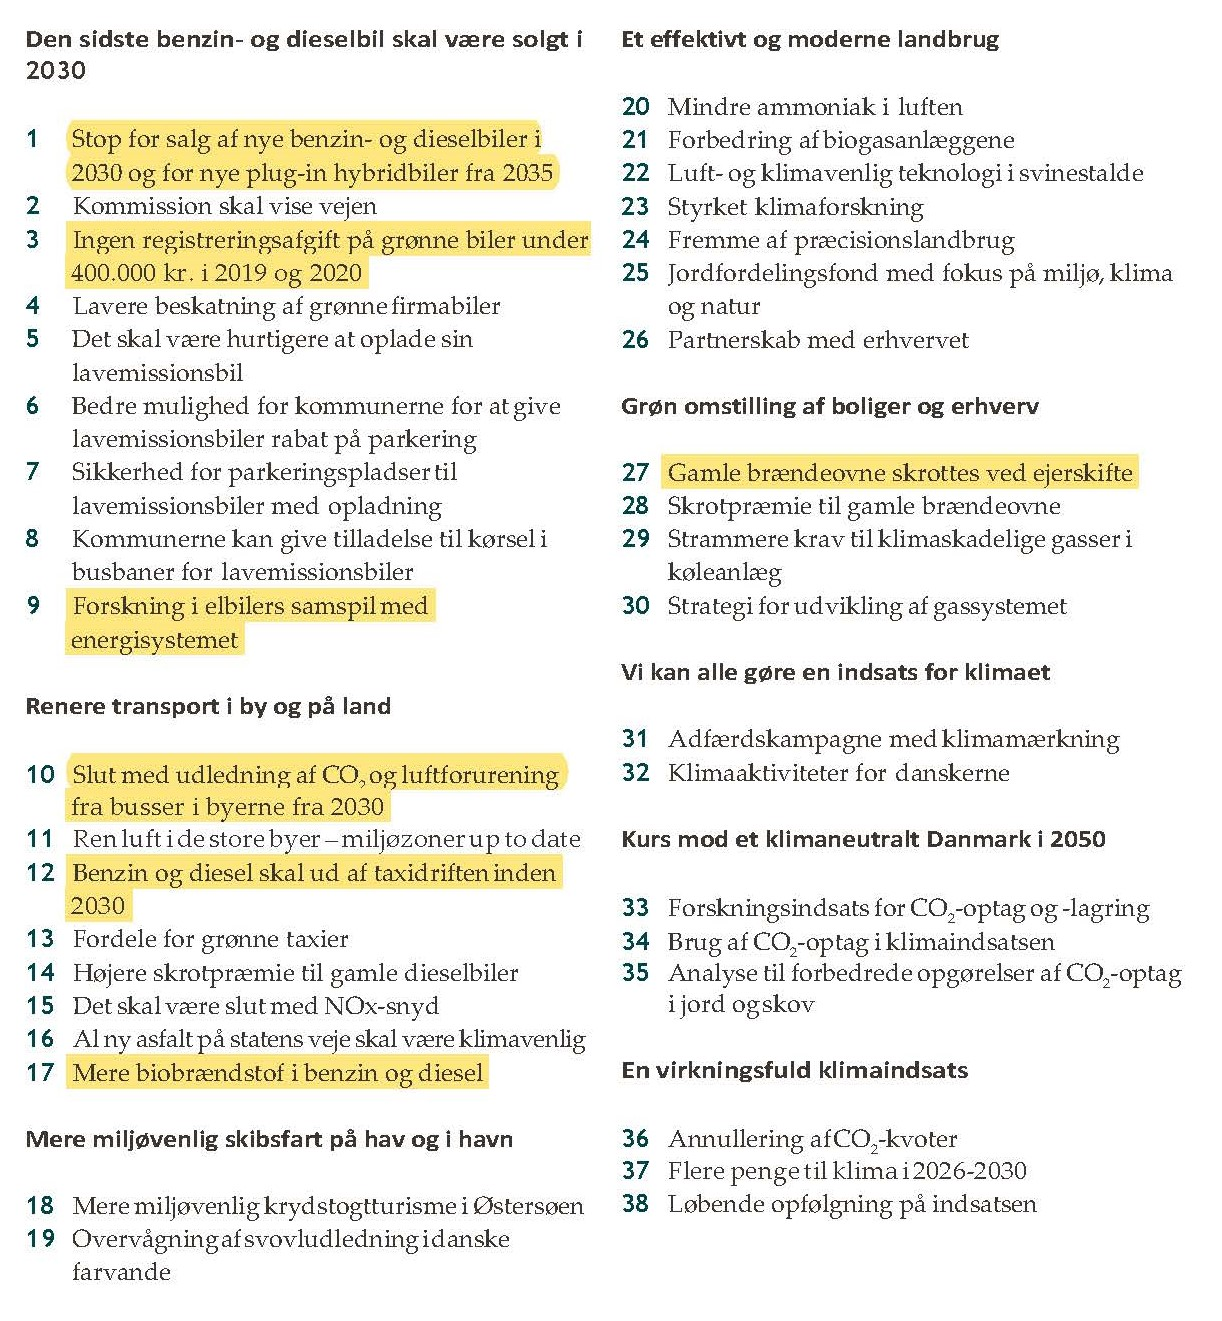 Den sidste benzin- og dieselbil skal være solgt i
2030
1 Stop for salg af nye benzin- og dieselbiler i
2030 og for nye plug-in hybridbiler fra 2035
2 Kommission skal vise vejen
3 Ingen registreringsafgift på grønne biler under
400.000 kr. i 2019 og 2020
4 Lavere beskatning af grønne firmabiler
5 Det skal være hurtigere at oplade sin
lavemissionsbil
6 Bedre mulighed for kommunerne for at give
lavemissionsbiler rabat på parkering
7 Sikkerhed for parkeringspladser til
lavemissionsbiler med opladning
8 Kommunerne kan give tilladelse til kørsel i
busbaner for lavemissionsbiler
9 Forskning i elbilers samspil med
energisystemet
Renere transport i by og på land
10 Slut med udledning af CO₂ og luftforurening
fra busser i byerne fra 2030
11 Ren luft i de store byer – miljøzoner up to date
12 Benzin og diesel skal ud af taxidriften inden
2030
13 Fordele for grønne taxier
14 Højere skrotpræmie til gamle dieselbiler
15 Det skal være slut med NOx-snyd
16 Al ny asfalt på statens veje skal være klimavenlig
17 Mere biobrændstof i benzin og diesel
Mere miljøvenlig skibsfart på hav og i havn
18 Mere miljøvenlig krydstogtturisme i Østersøen
19 Overvågning af svovludledning i danske
farvande
Et effektivt og moderne landbrug
20 Mindre ammoniak i luften
21 Forbedring af biogasanlæggene
22 Luft- og klimavenlig teknologi i svinestalde
23 Styrket klimaforskning
24 Fremme af præcisionslandbrug
25 Jordfordelingsfond med fokus på miljø, klima
og natur
26 Partnerskab med erhvervet
Grøn omstilling af boliger og erhverv
27 Gamle brændeovne skrottes ved ejerskifte
28 Skrotpræmie til gamle brændeovne
29 Strammere krav til klimaskadelige gasser i
køleanlæg
30 Strategi for udvikling af gassystemet
Vi kan alle gøre en indsats for klimaet
31 Adfærdskampagne med klimamærkning
32 Klimaaktiviteter for danskerne
Kurs mod et klimaneutralt Danmark i 2050
33 Forskningsindsats for CO₂-optag og -lagring
34 Brug af CO₂-optag i klimaindsatsen
35 Analyse til forbedrede opgørelser af CO₂-optag
i jord og skov
En virkningsfuld klimaindsats
36 Annullering af CO₂-kvoter
37 Flere penge til klima i 2026-2030
38 Løbende opfølgning på indsatsen